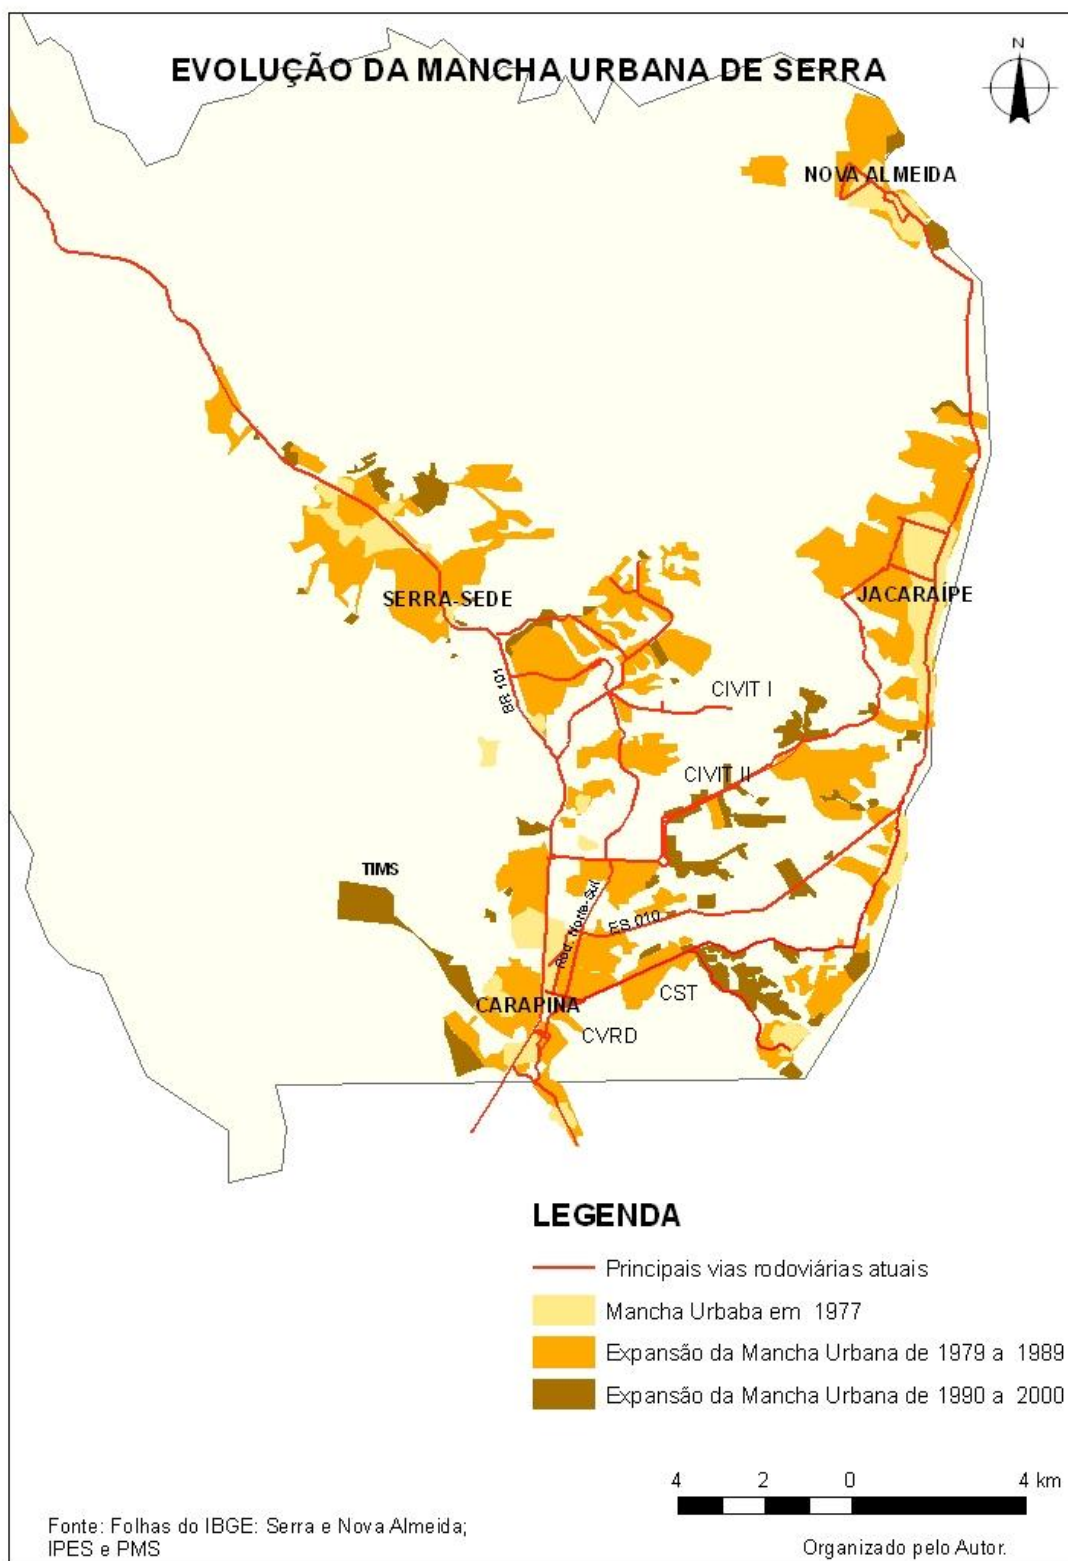 EVOLUÇÃO DA MANCHA URBANA DE SERRA
N
NOVA ALMEIDA
SERRA-SEDE
JACARAÍPE
BR 101
CIVIT I
CIVIT II
TIMS
Rod. Norte-Sul
ES 010
CST
CARAPINA
CVRD
LEGENDA
Principais vias rodoviárias atuais
Mancha Urbaba em 1977
Expansão da Mancha Urbana de 1979 a 1989
Expansão da Mancha Urbana de 1990 a 2000
4 2 0 4 km
Fonte: Folhas do IBGE: Serra e Nova Almeida;
IPES e PMS
Organizado pelo Autor.